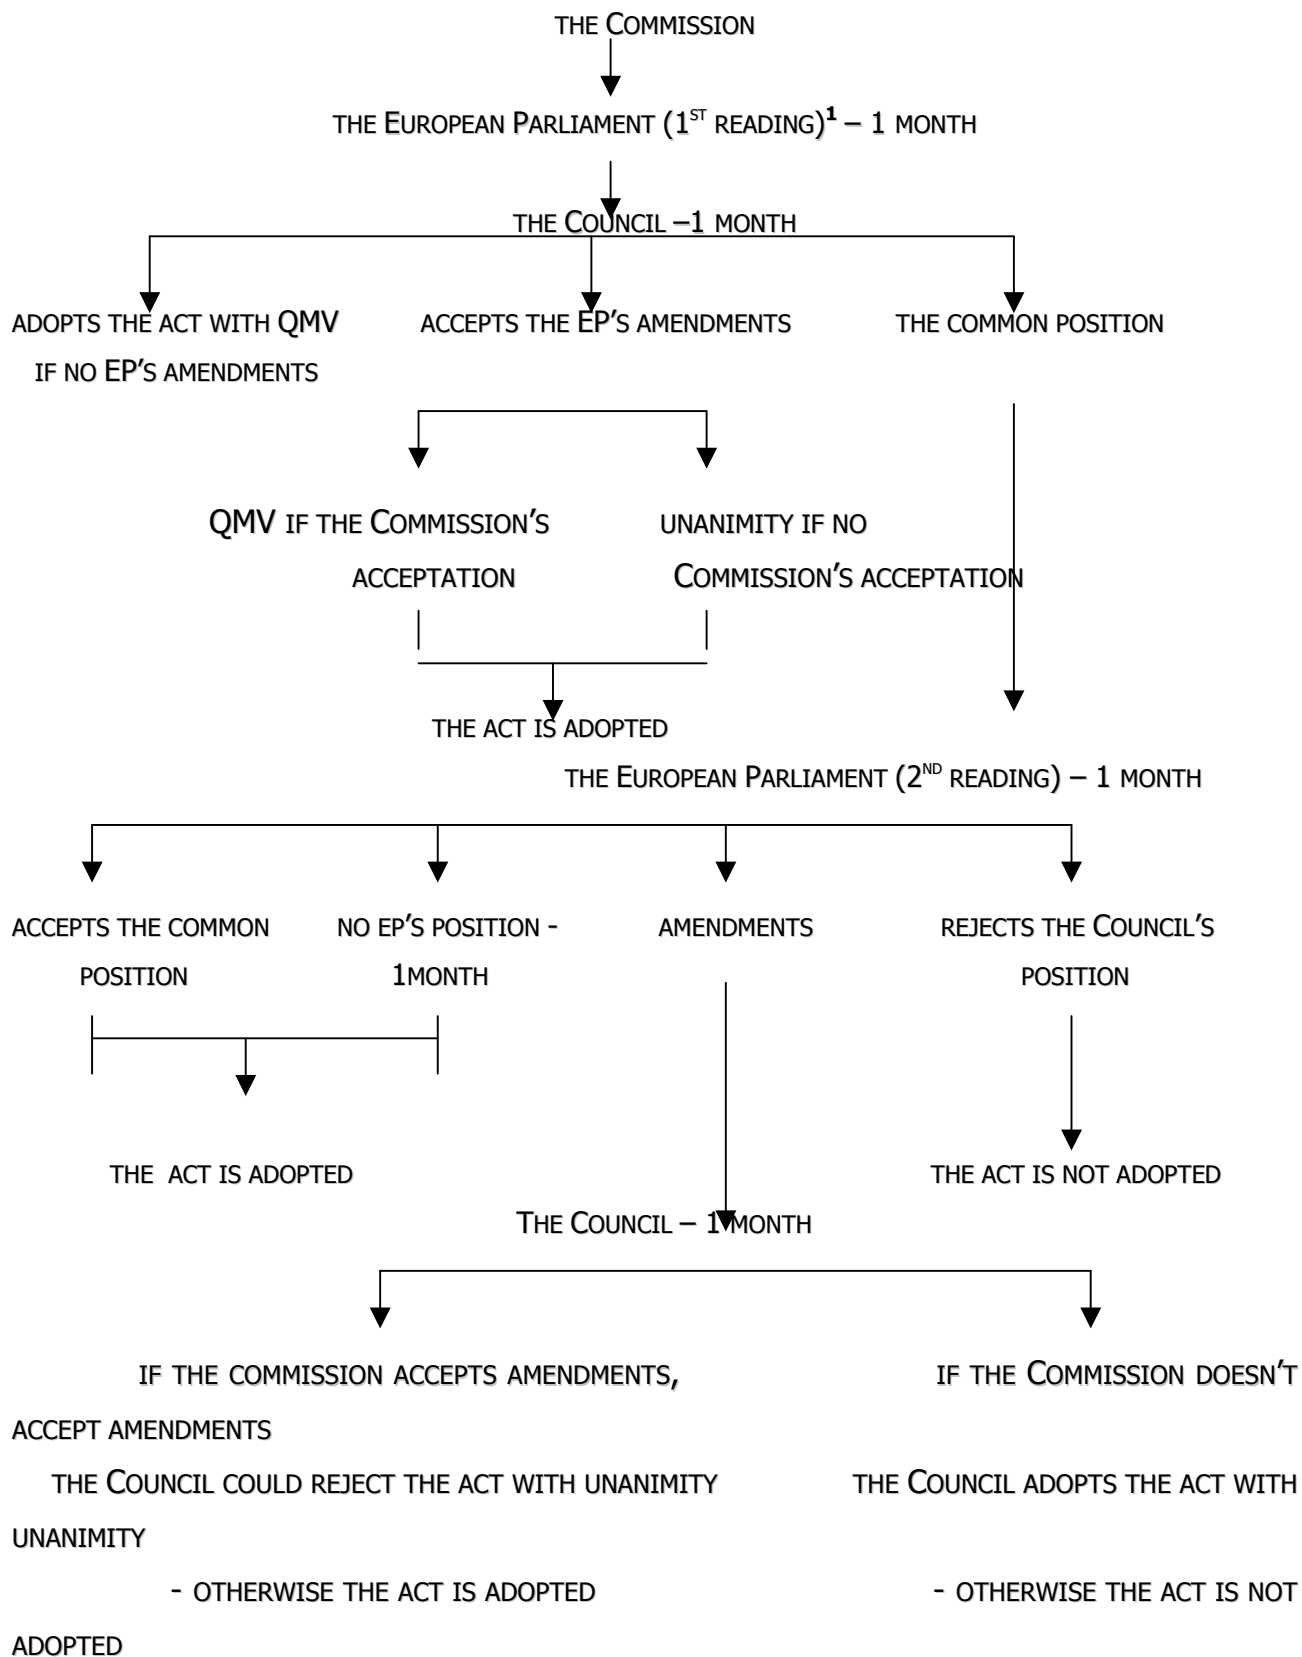 THE COMMISSION
THE EUROPEAN PARLIAMENT (1ST READING)1 – 1 MONTH
THE COUNCIL –1 MONTH
ADOPTS THE ACT WITH QMV ACCEPTS THE EP'S AMENDMENTS THE COMMON POSITION
IF NO EP'S AMENDMENTS
QMV IF THE COMMISSION'S UNANIMITY IF NO
ACCEPTATION COMMISSION'S ACCEPTATION
THE ACT IS ADOPTED
THE EUROPEAN PARLIAMENT (2ND READING) – 1 MONTH
ACCEPTS THE COMMON NO EP'S POSITION - AMENDMENTS REJECTS THE COUNCIL'S
POSITION 1MONTH POSITION
THE ACT IS ADOPTED THE ACT IS NOT ADOPTED
THE COUNCIL – 1 MONTH
IF THE COMMISSION ACCEPTS AMENDMENTS, IF THE COMMISSION DOESN'T
ACCEPT AMENDMENTS
THE COUNCIL COULD REJECT THE ACT WITH UNANIMITY THE COUNCIL ADOPTS THE ACT WITH
UNANIMITY
- OTHERWISE THE ACT IS ADOPTED - OTHERWISE THE ACT IS NOT
ADOPTED